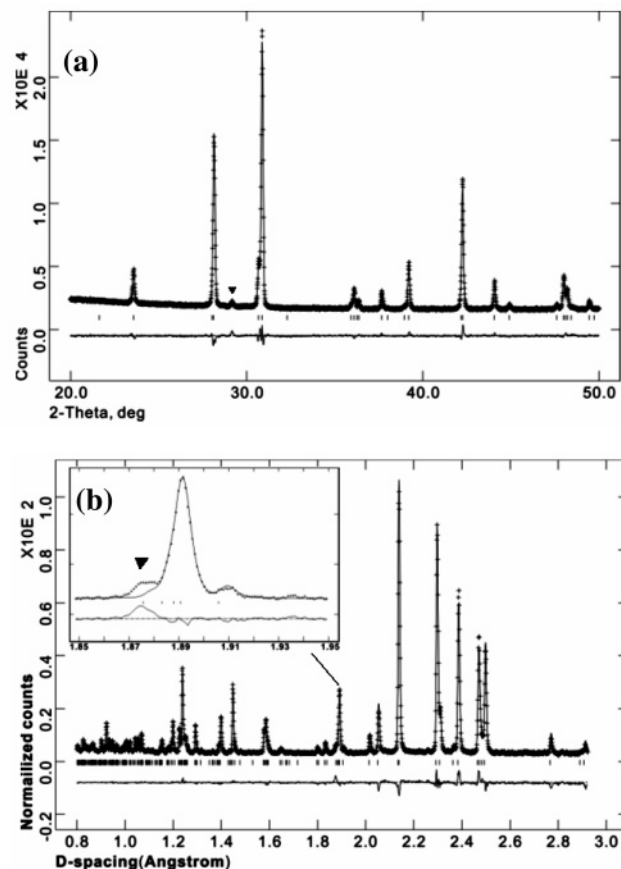 (a)
X10E 4
2.0
1.5
1.0
0.5
0.0
Counts
20.0 30.0 40.0 50.0
2-Theta, deg
(b)
X10E 2
1.0
0.8
0.6
0.4
0.2
0.0
-0.2
Normailized counts
1.85 1.87 1.89 1.91 1.93 1.95
0.8 1.0 1.2 1.4 1.6 1.8 2.0 2.2 2.4 2.6 2.8 3.0
D-spacing(Angstrom)